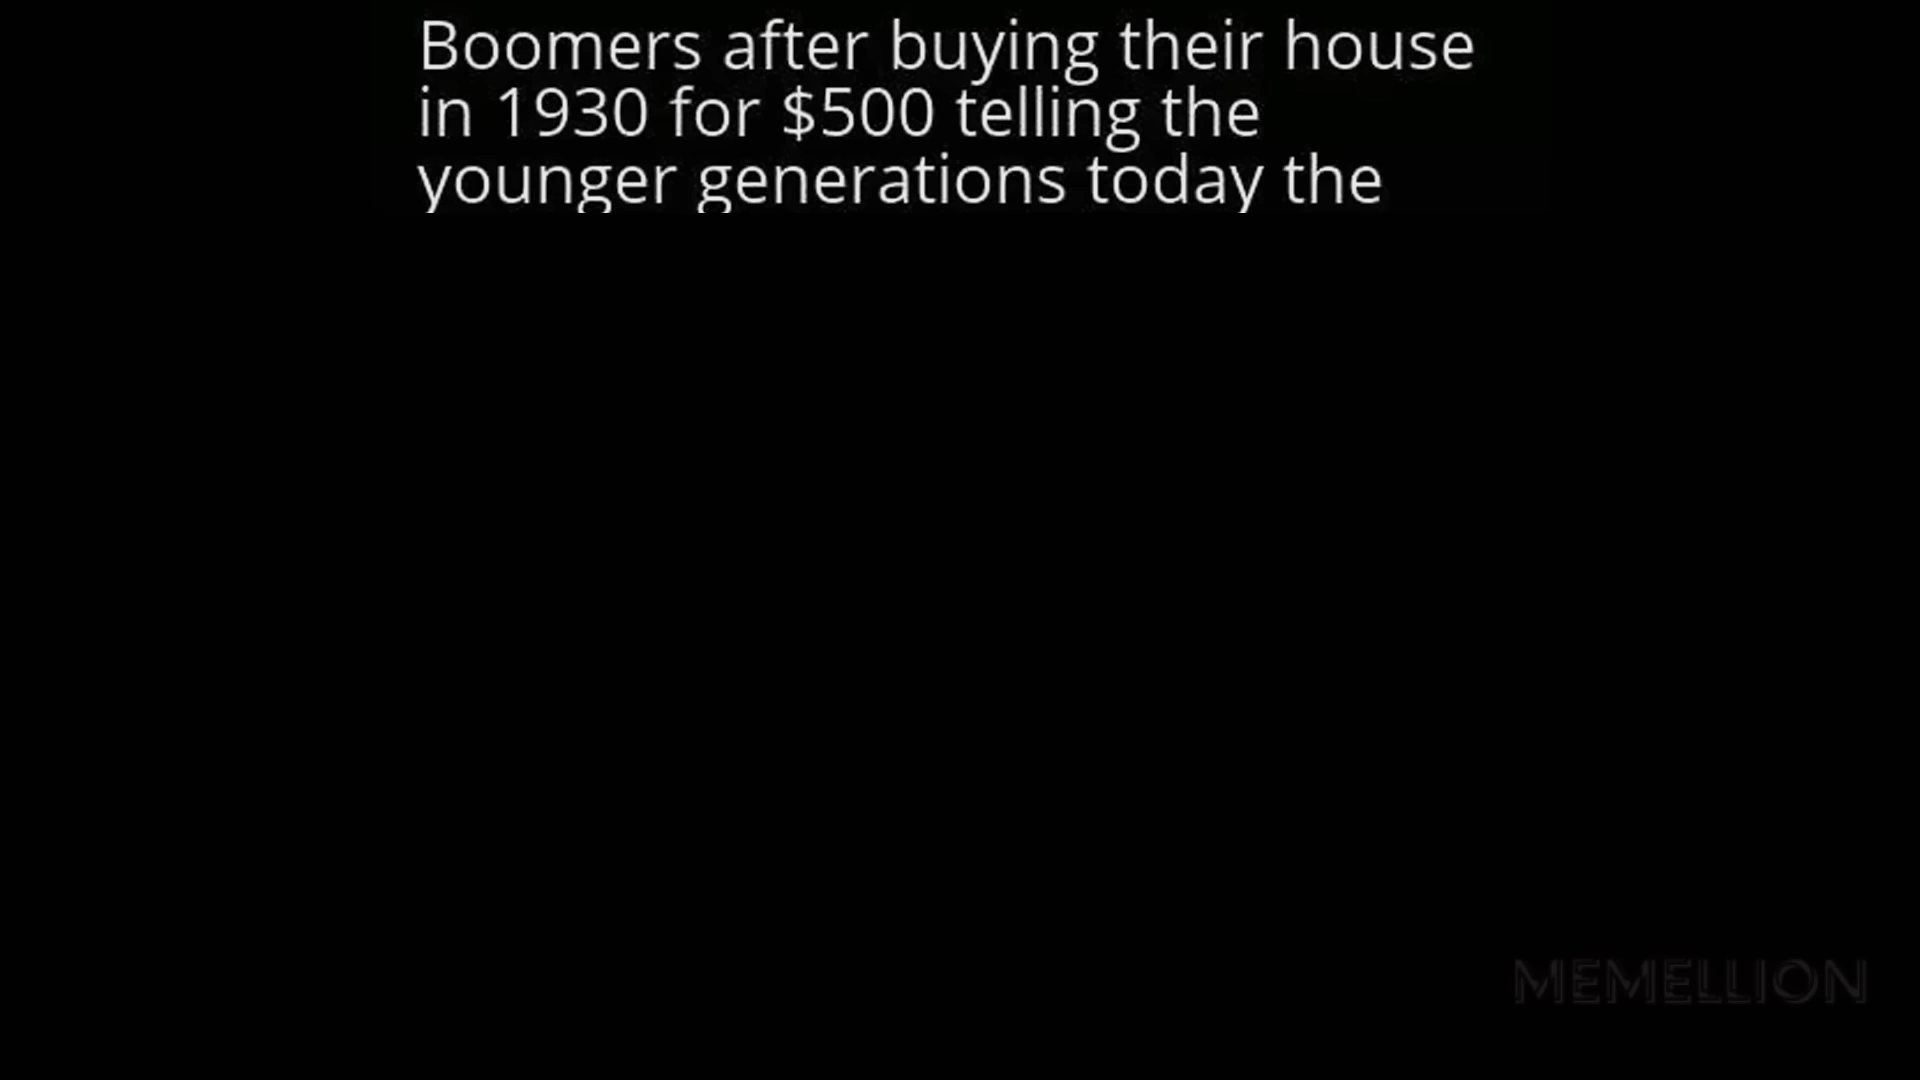 Boomers after buying their house
in 1930 for $500 telling the
younger generations today the
MEMELLION